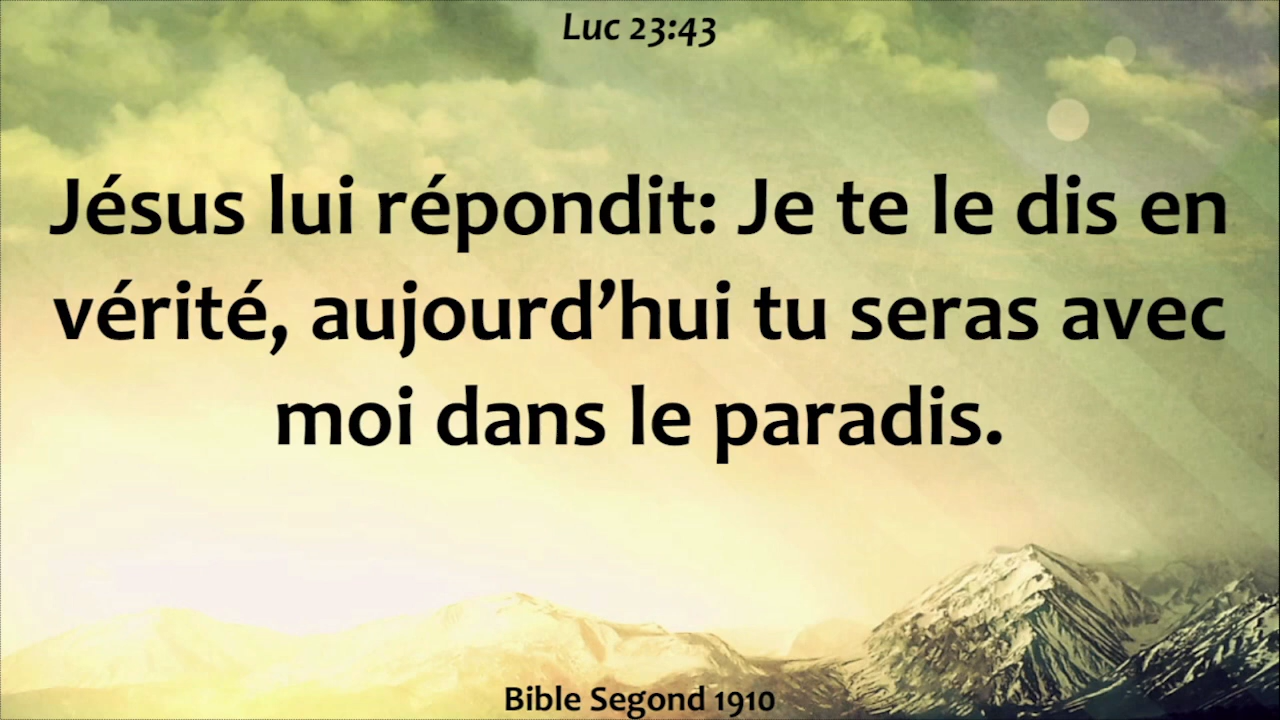 Luc 23:43
Jésus lui répondit: Je te le dis en
vérité, aujourd’hui tu seras avec
moi dans le paradis.
Bible Segond 1910